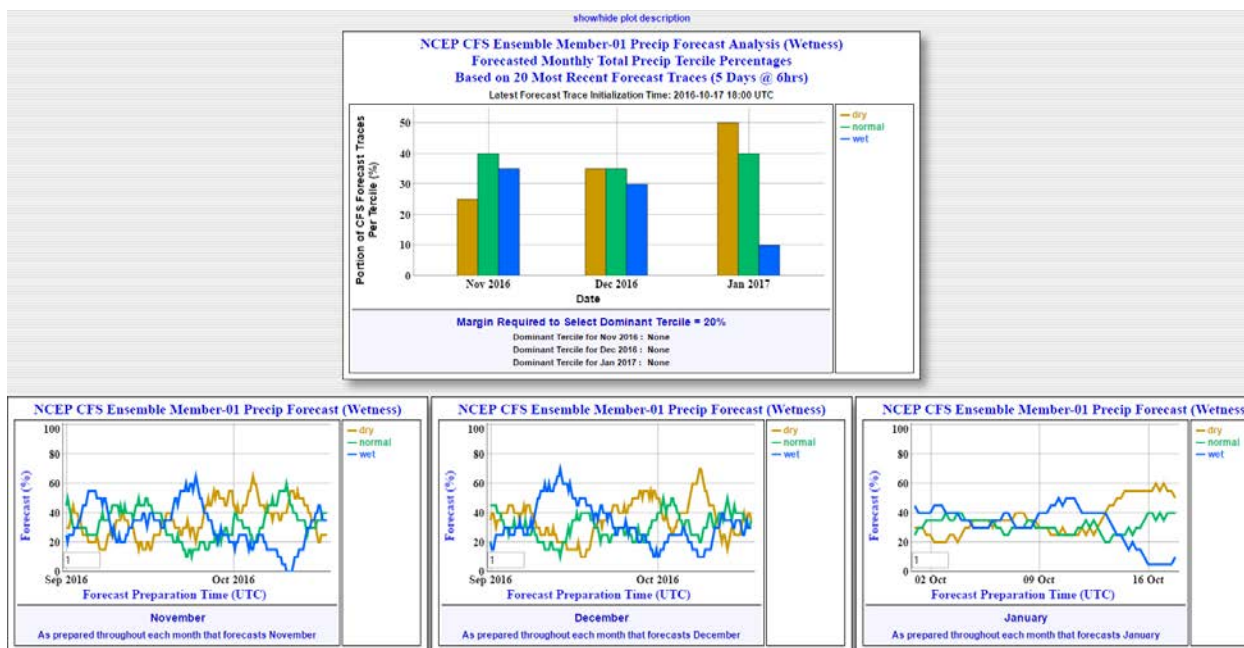 show/hide plot description
NCEP CFS Ensemble Member-01 Precip Forecast Analysis (Wetness)
Forecasted Monthly Total Precip Tercile Percentages
Based on 20 Most Recent Forecast Traces (5 Days @ 6hrs)
Latest Forecast Trace Initialization Time: 2016-10-17 18:00 UTC
Portion of CFS Forecast Traces
Per Tercile (%)
50
40
30
20
10
0
Nov 2016 Dec 2016 Jan 2017
Date
dry
normal
wet
Margin Required to Select Dominant Tercile = 20%
Dominant Tercile for Nov 2016 : None
Dominant Tercile for Dec 2016 : None
Dominant Tercile for Jan 2017 : None
NCEP CFS Ensemble Member-01 Precip Forecast (Wetness)
Forecast (%)
100
80
60
40
20
0
1
Sep 2016 Oct 2016
Forecast Preparation Time (UTC)
dry
normal
wet
November
As prepared throughout each month that forecasts November
NCEP CFS Ensemble Member-01 Precip Forecast (Wetness)
Forecast (%)
100
80
60
40
20
0
1
Sep 2016 Oct 2016
Forecast Preparation Time (UTC)
dry
normal
wet
December
As prepared throughout each month that forecasts December
NCEP CFS Ensemble Member-01 Precip Forecast (Wetness)
Forecast (%)
100
80
60
40
20
0
1
02 Oct 09 Oct 16 Oct
Forecast Preparation Time (UTC)
dry
normal
wet
January
As prepared throughout each month that forecasts January